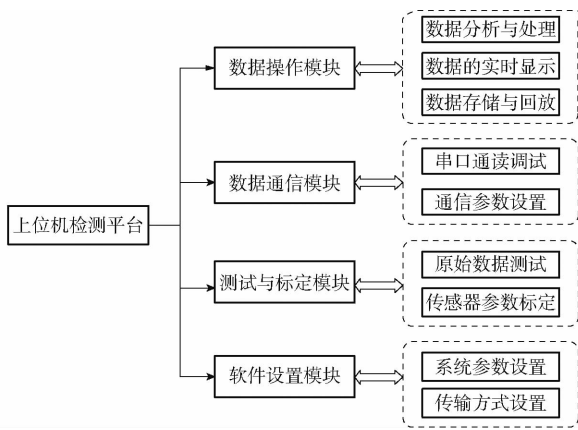 数据分析与处理
数据操作模块
数据的实时显示
数据存储与回放
串口通读调试
数据通信模块
通信参数设置
上位机检测平台
原始数据测试
测试与标定模块
传感器参数标定
系统参数设置
软件设置模块
传输方式设置